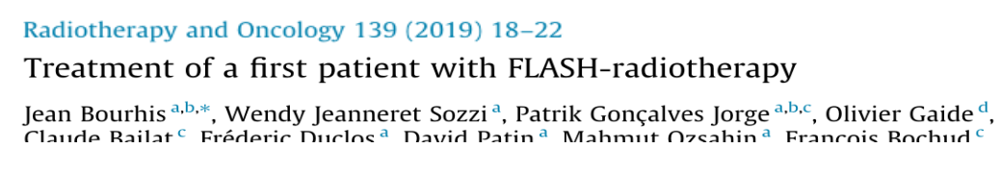 Radiotherapy and Oncology 139 (2019) 18–22
Treatment of a first patient with FLASH-radiotherapy
Jean Bourhis a,b,*, Wendy Jeanneret Sozzi a, Patrik Gonçalves Jorge a,b,c, Olivier Gaide d,
Claude Bailat c, Fréderic Duclos a, David Patin a, Mahmut Ozsahin a, François Bochud c